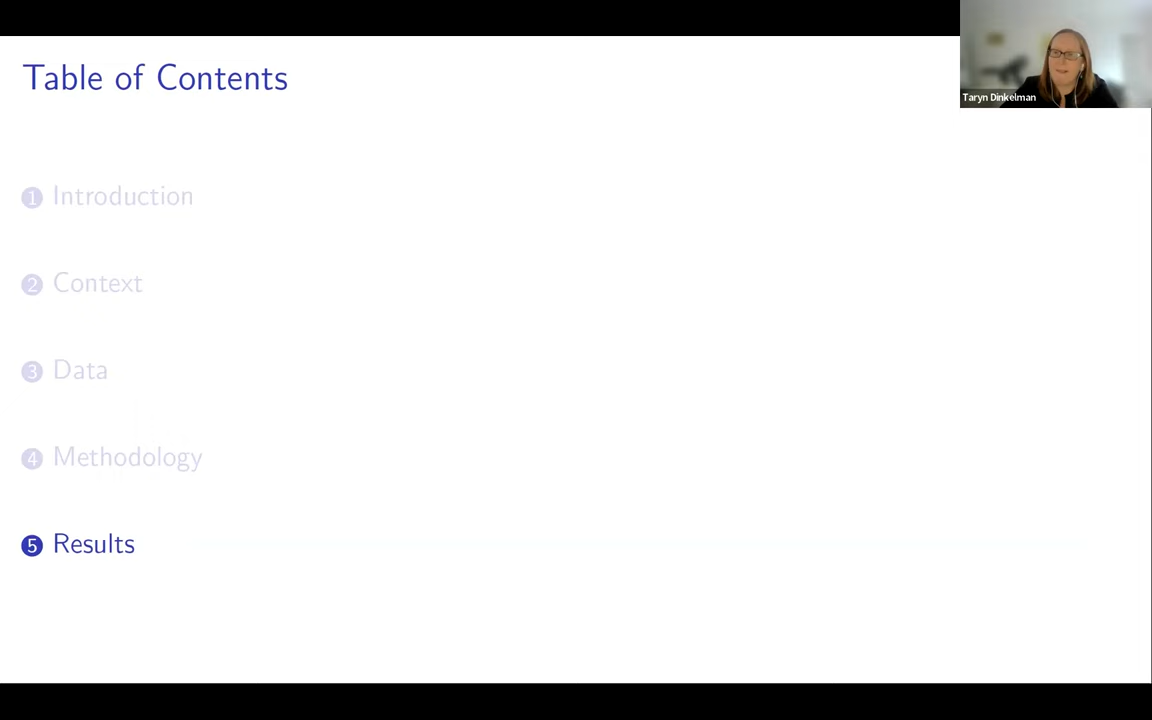 Table of Contents
Taryn Dinkelman
1 Introduction
2 Context
3 Data
4 Methodology
5 Results